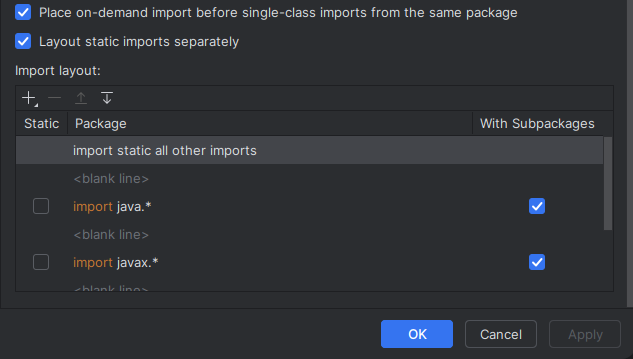 Place on-demand import before single-class imports from the same package
Layout static imports separately
Import layout:
Static Package With Subpackages
import static all other imports
<blank line>
import java.*
<blank line>
import javax.*
<blank line>
OK Cancel Apply